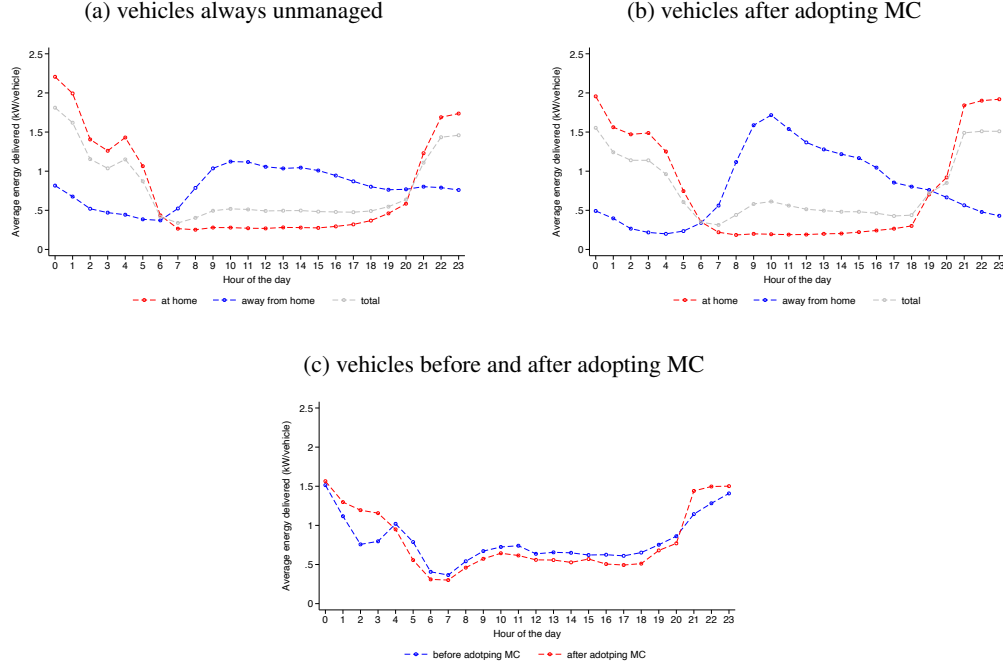 (a) vehicles always unmanaged
Average energy delivered (kW/vehicle)
2.5
2
1.5
1
.5
0
0 1 2 3 4 5 6 7 8 9 10 11 12 13 14 15 16 17 18 19 20 21 22 23
Hour of the day
at home away from home total
(b) vehicles after adopting MC
Average energy delivered (kW/vehicle)
2.5
2
1.5
1
.5
0
0 1 2 3 4 5 6 7 8 9 10 11 12 13 14 15 16 17 18 19 20 21 22 23
Hour of the day
at home away from home total
(c) vehicles before and after adopting MC
Average energy delivered (kW/vehicle)
2.5
2
1.5
1
.5
0
0 1 2 3 4 5 6 7 8 9 10 11 12 13 14 15 16 17 18 19 20 21 22 23
Hour of the day
before adotping MC after adotping MC